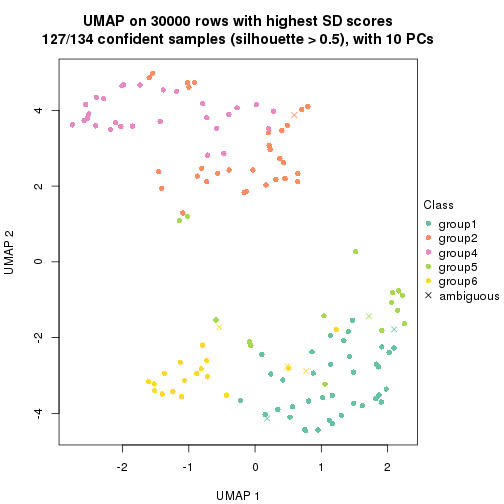 UMAP on 30000 rows with highest SD scores
127/134 confident samples (silhouette > 0.5), with 10 PCs
4
2
0
-2
-4
UMAP 2
-2
-1
0
1
2
UMAP 1
Class
group1
group2
group4
group5
group6
ambiguous